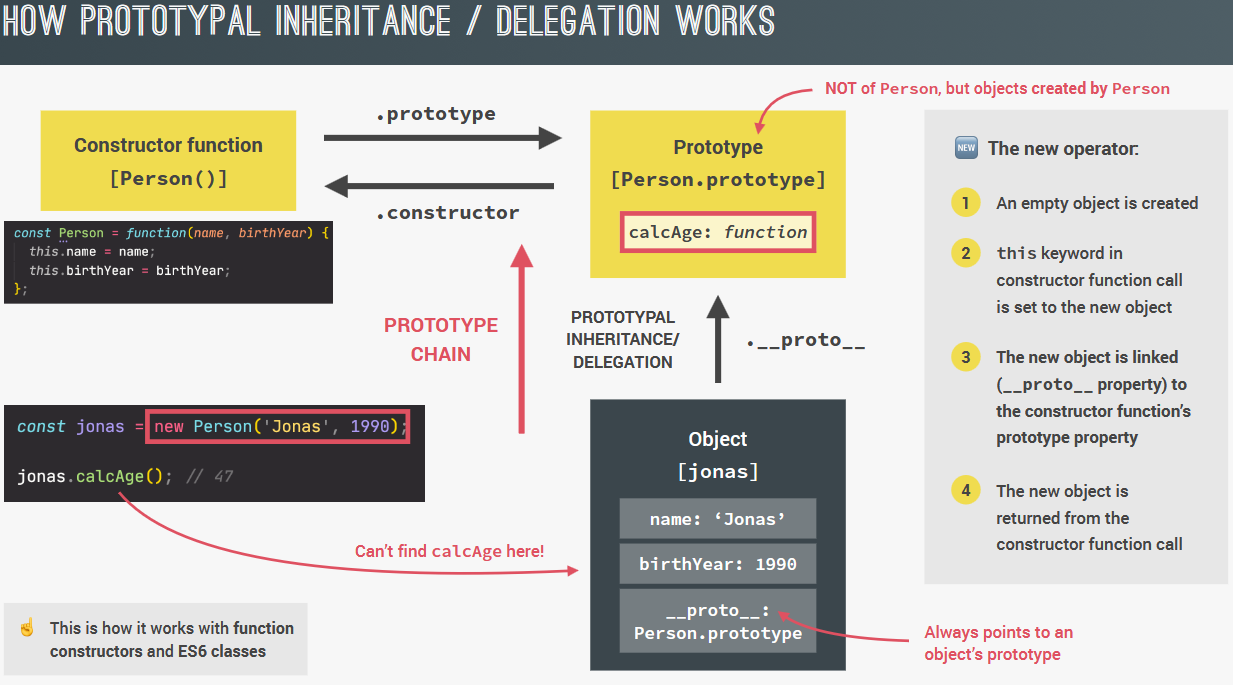 HOW PROTOTYPAL INHERITANCE / DELEGATION WORKS
NOT of Person, but objects created by Person
Constructor function
[Person()]
.prototype
.constructor
Prototype
[Person.prototype]
calcAge: function
const Person = function(name, birthYear) {
this.name = name;
this.birthYear = birthYear;
};
PROTOTYPE
CHAIN
PROTOTYPAL
INHERITANCE/
DELEGATION
.__proto__
const jonas = new Person('Jonas', 1990);
jonas.calcAge(); // 47
Can’t find calcAge here!
Object
[jonas]
name: ‘Jonas’
birthYear: 1990
__proto__:
Person.prototype
Always points to an
object’s prototype
☝ This is how it works with function
constructors and ES6 classes
NEW The new operator:
1 An empty object is created
2 this keyword in
constructor function call
is set to the new object
3 The new object is linked
(__proto__ property) to
the constructor function’s
prototype property
4 The new object is
returned from the
constructor function call